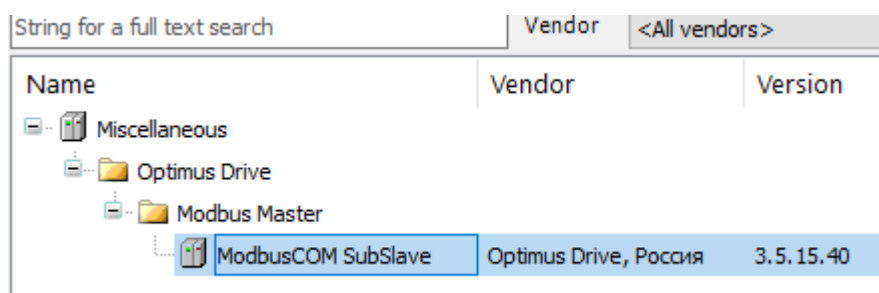 String for a full text search Vendor <All vendors>
Name Vendor Version
Miscellaneous
Optimus Drive
Modbus Master
ModbusCOM SubSlave Optimus Drive, Россия 3.5.15.40